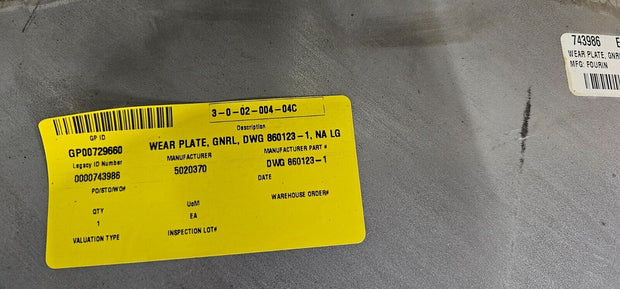 3-0-02-004-04C
GP ID
Description
GP00729660
WEAR PLATE, GNRL, DWG 860123-1, NA LG
Legacy ID Number
MANUFACTURER
MANUFACTURER PART #
0000743986
5020370
DWG 860123-1
PO/STO/WO#
DATE
QTY
UoM
WAREHOUSE ORDER#
1
EA
VALUATION TYPE
INSPECTION LOT#
743986 E
WEAR PLATE, GNRL
MFG: FOURIN